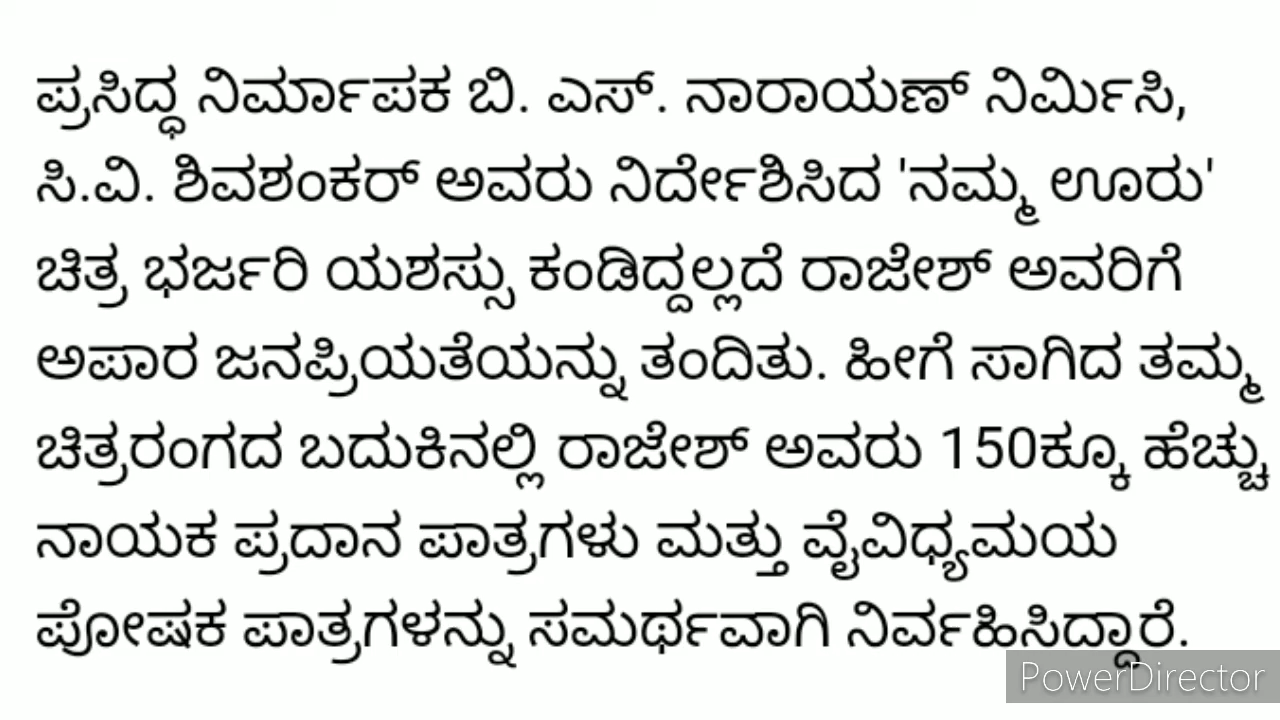 ಪ್ರಸಿದ್ಧ ನಿರ್ಮಾಪಕ ಬಿ. ಎಸ್. ನಾರಾಯಣ್ ನಿರ್ಮಿಸಿ,
ಸಿ.ವಿ. ಶಿವಶಂಕರ್ ಅವರು ನಿರ್ದೇಶಿಸಿದ 'ನಮ್ಮ ಊರು'
ಚಿತ್ರ ಭರ್ಜರಿ ಯಶಸ್ಸು ಕಂಡಿದ್ದಲ್ಲದೆ ರಾಜೇಶ್ ಅವರಿಗೆ
ಅಪಾರ ಜನಪ್ರಿಯತೆಯನ್ನು ತಂದಿತು. ಹೀಗೆ ಸಾಗಿದ ತಮ್ಮ
ಚಿತ್ರರಂಗದ ಬದುಕಿನಲ್ಲಿ ರಾಜೇಶ್ ಅವರು 150ಕ್ಕೂ ಹೆಚ್ಚು
ನಾಯಕ ಪ್ರದಾನ ಪಾತ್ರಗಳು ಮತ್ತು ವೈವಿಧ್ಯಮಯ
ಪೋಷಕ ಪಾತ್ರಗಳನ್ನು ಸಮರ್ಥವಾಗಿ ನಿರ್ವಹಿಸಿದ್ದಾರೆ.
PowerDirector